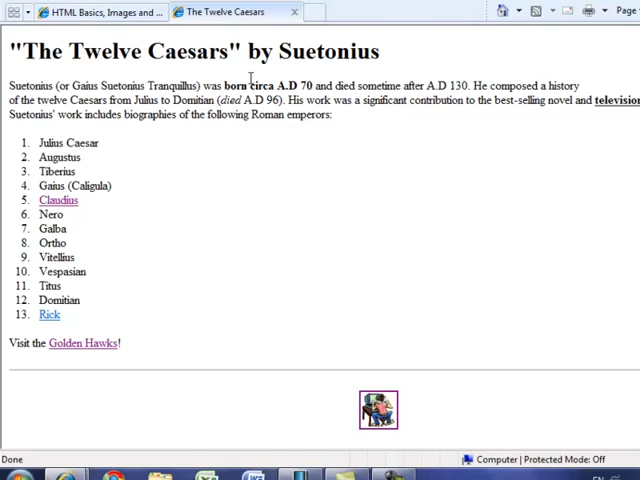 HTML Basics, Images and ...
The Twelve Caesars
Page
"The Twelve Caesars" by Suetonius
Suetonius (or Gaius Suetonius Tranquillus) was born circa A.D 70 and died sometime after A.D 130. He composed a history
of the twelve Caesars from Julius to Domitian (died A.D 96). His work was a significant contribution to the best-selling novel and
Suetonius' work includes biographies of the following Roman emperors:
1. Julius Caesar
2. Augustus
3. Tiberius
4. Gaius (Caligula)
5. Claudius
6. Nero
7. Galba
8. Ortho
9. Vitellius
10. Vespasian
11. Titus
12. Domitian
13. Rick
Visit the Golden Hawks!
Done
Computer | Protected Mode: Off
EN